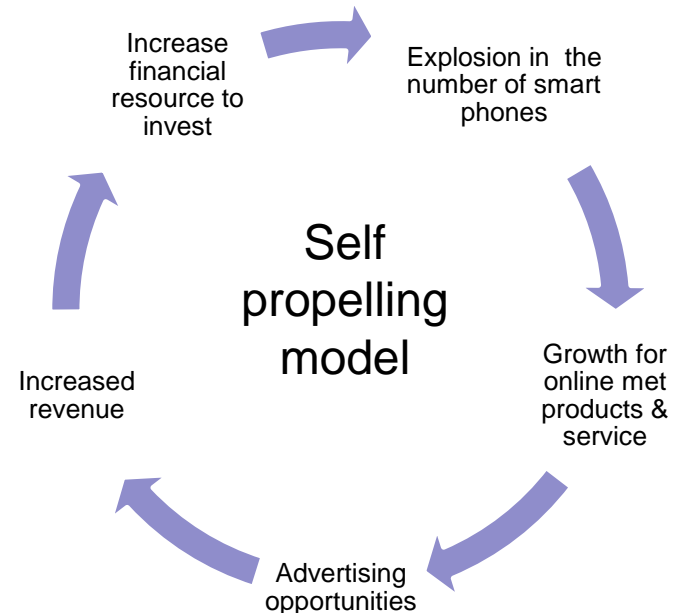 Increase
financial
resource to
invest
Explosion in  the
number of smart
phones
Self
propelling
model
Growth for
online met
products &
service
Increased
revenue
Advertising
opportunities